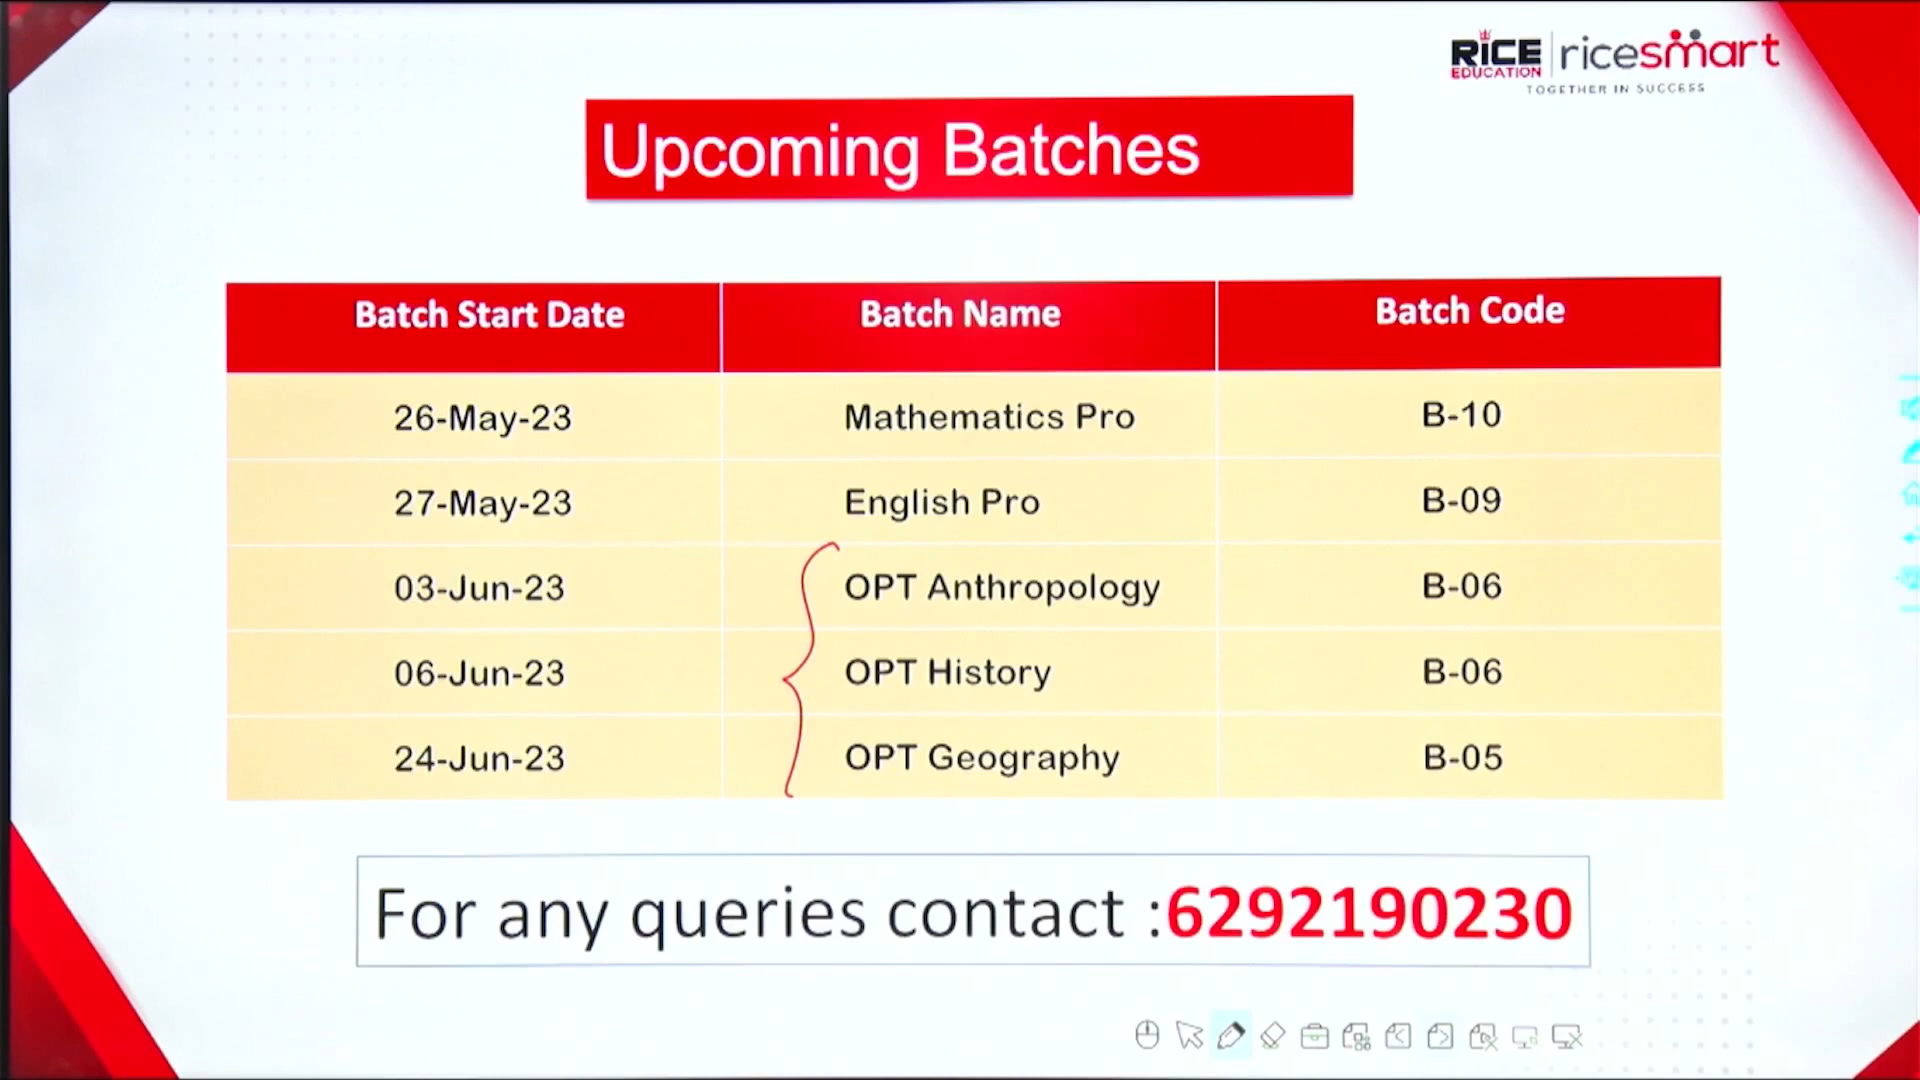 RICE EDUCATION ricesmart
TOGETHER IN SUCCESS
Upcoming Batches
Batch Start Date Batch Name Batch Code
26-May-23 Mathematics Pro B-10
27-May-23 English Pro B-09
03-Jun-23 OPT Anthropology B-06
06-Jun-23 OPT History B-06
24-Jun-23 OPT Geography B-05
For any queries contact :6292190230